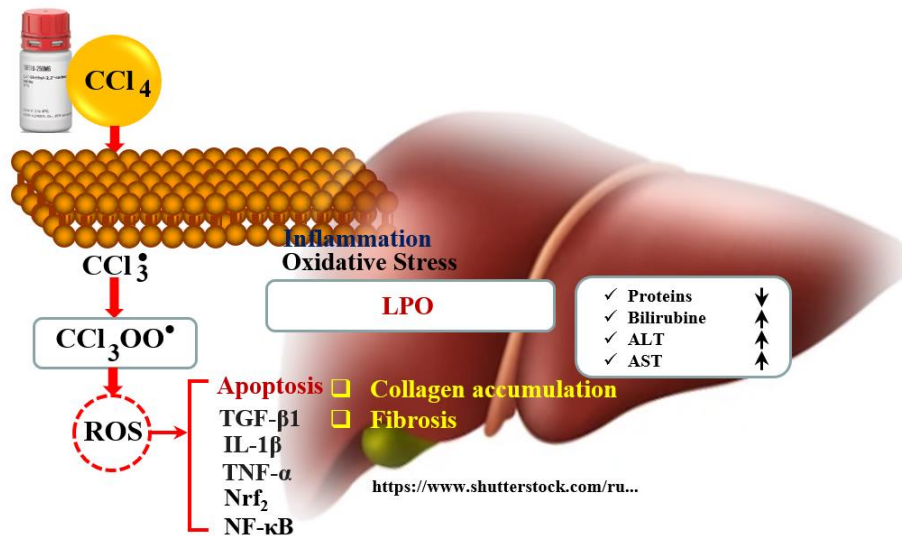 CCl4
CCl3•
CCl3OO•
ROS
Inflammation
Oxidative Stress
LPO
✓ Proteins ↓
✓ Bilirubine ↑
✓ ALT ↑
✓ AST ↑
Apoptosis
TGF-β1
IL-1β
TNF-α
Nrf2
NF-κB
❑ Collagen accumulation
❑ Fibrosis
https://www.shutterstock.com/ru...